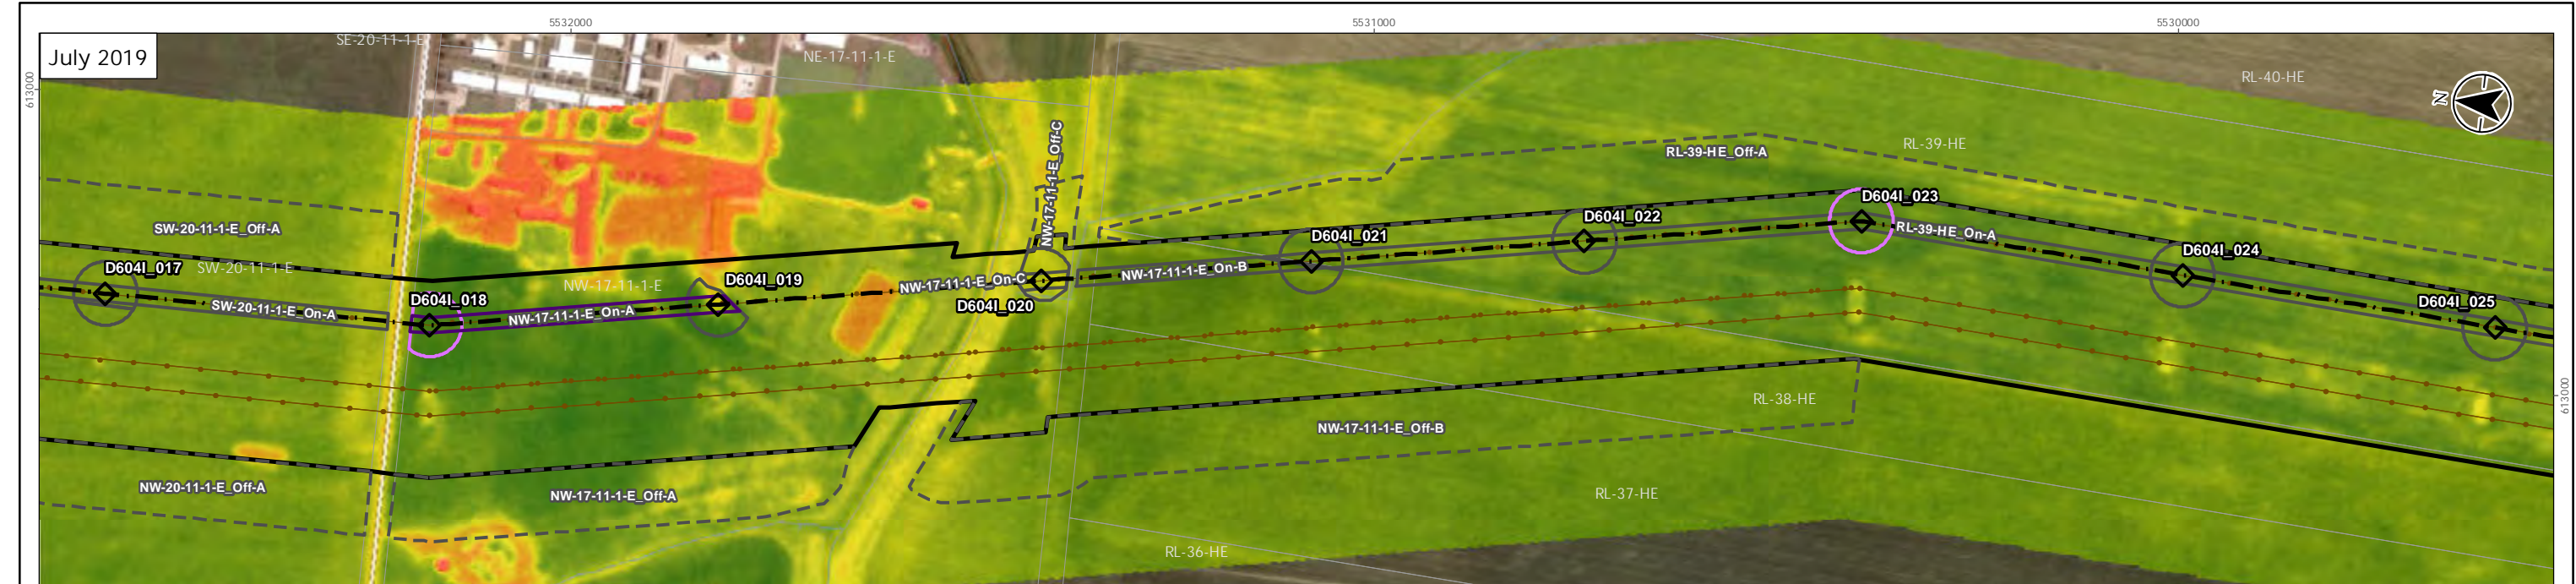 5532000
5531000
5530000
July 2019
SE-20-11-1-E
NE-17-11-1-E
RL-40-HE
613000
N
NW-17-11-1-E_Off-C
RL-39-HE_Off-A
RL-39-HE
SW-20-11-1-E_Off-A
D604I_023
D604I_022
RL-39-HE_On-A
D604I_021
D604I_024
D604I_017
SW-20-11-1-E
NW-17-11-1-E
D604I_019
NW-17-11-1-E_On-C
NW-17-11-1-E_On-B
D604I_018
D604I_020
D604I_025
SW-20-11-1-E_On-A
NW-17-11-1-E_On-A
613000
RL-38-HE
NW-17-11-1-E_Off-B
NW-20-11-1-E_Off-A
NW-17-11-1-E_Off-A
RL-37-HE
RL-36-HE